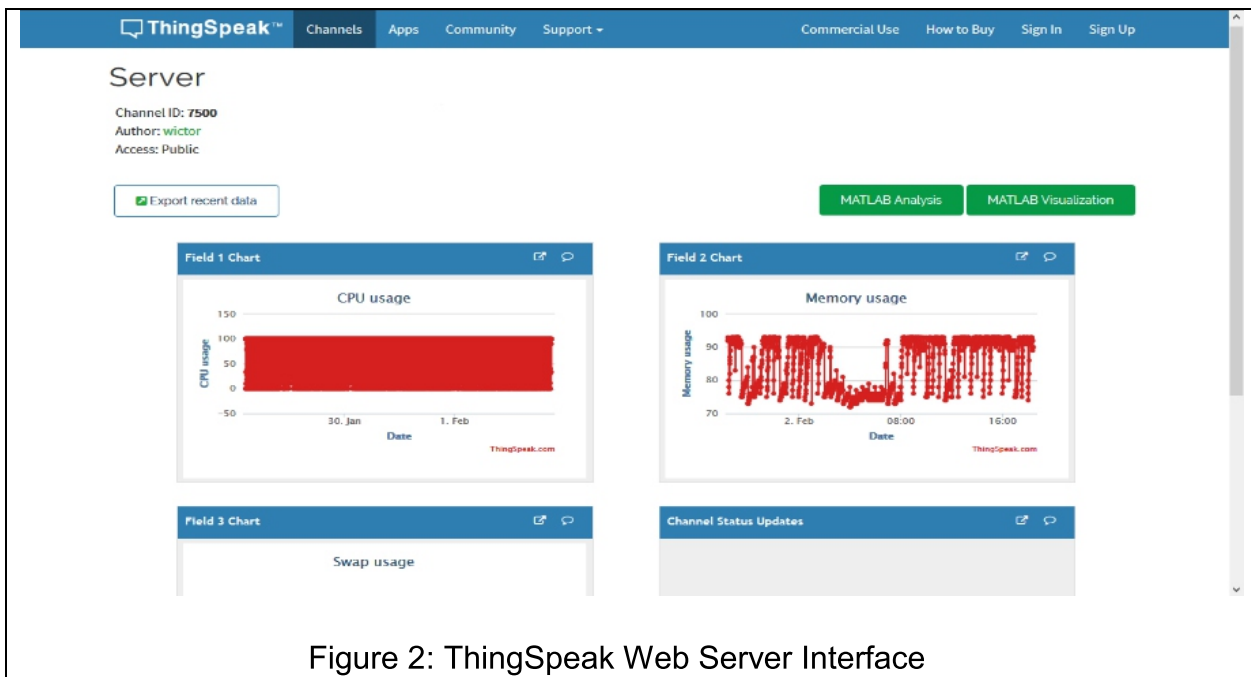 ThingSpeak™ Channels Apps Community Support Commercial Use How to Buy Sign In Sign Up
Server
Channel ID: 7500
Author: wictor
Access: Public
Export recent data MATLAB Analysis MATLAB Visualization
Field 1 Chart
CPU usage
150
100
50
0
-50
CPU usage
30. Jan 1. Feb
Date
ThingSpeak.com
Field 2 Chart
Memory usage
100
90
80
70
Memory usage
2. Feb 08:00 16:00
Date
ThingSpeak.com
Field 3 Chart
Swap usage
Channel Status Updates
Figure 2: ThingSpeak Web Server Interface